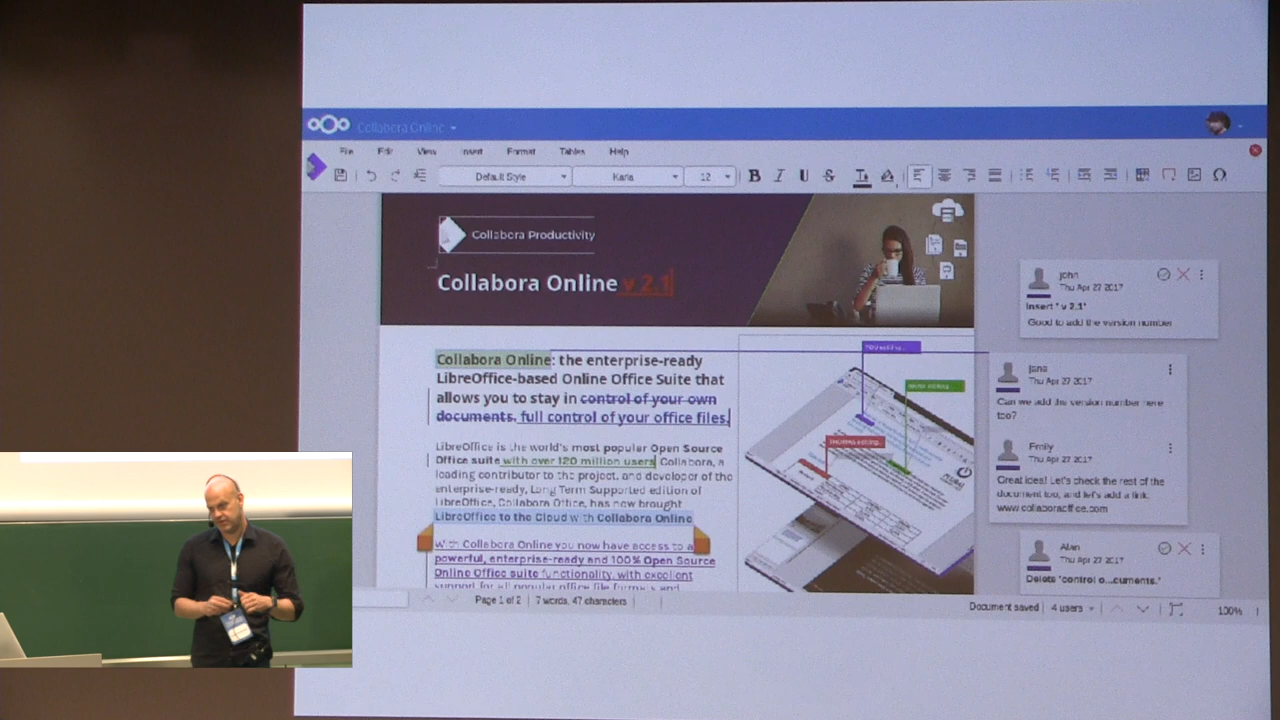 Collabora Online
File Edit View Insert Format Tables Help
Default Style Karla 12 B I U S
Collabora Productivity
Collabora Online v 2.1
Collabora Online: the enterprise-ready
LibreOffice-based Online Office Suite that
allows you to stay in control of your own
documents. full control of your office files.
LibreOffice is the world's most popular Open Source
Office suite with over 120 million users Collabora, a
leading contributor to the project, and developer of the
enterprise-ready, Long Term Supported edition of
LibreOffice, Collabora Office, has now brought
LibreOffice to the Cloud with Collabora Online
With Collabora Online you now have access to a
powerful, enterprise-ready and 100% Open Source
Online Office suite functionality, with excellent
support for all popular office file formats and
john
Thu Apr 27 2017
Insert " v 2.1"
Good to add the version number
jane
Thu Apr 27 2017
Can we add the version number here
too?
Emily
Thu Apr 27 2017
Great idea! Let's check the rest of the
document too, and let's add a link:
www.collaboraoffice.com
Alan
Thu Apr 27 2017
Delete "control o...cuments."
Page 1 of 2 7 words, 47 characters Document saved 4 users 100%